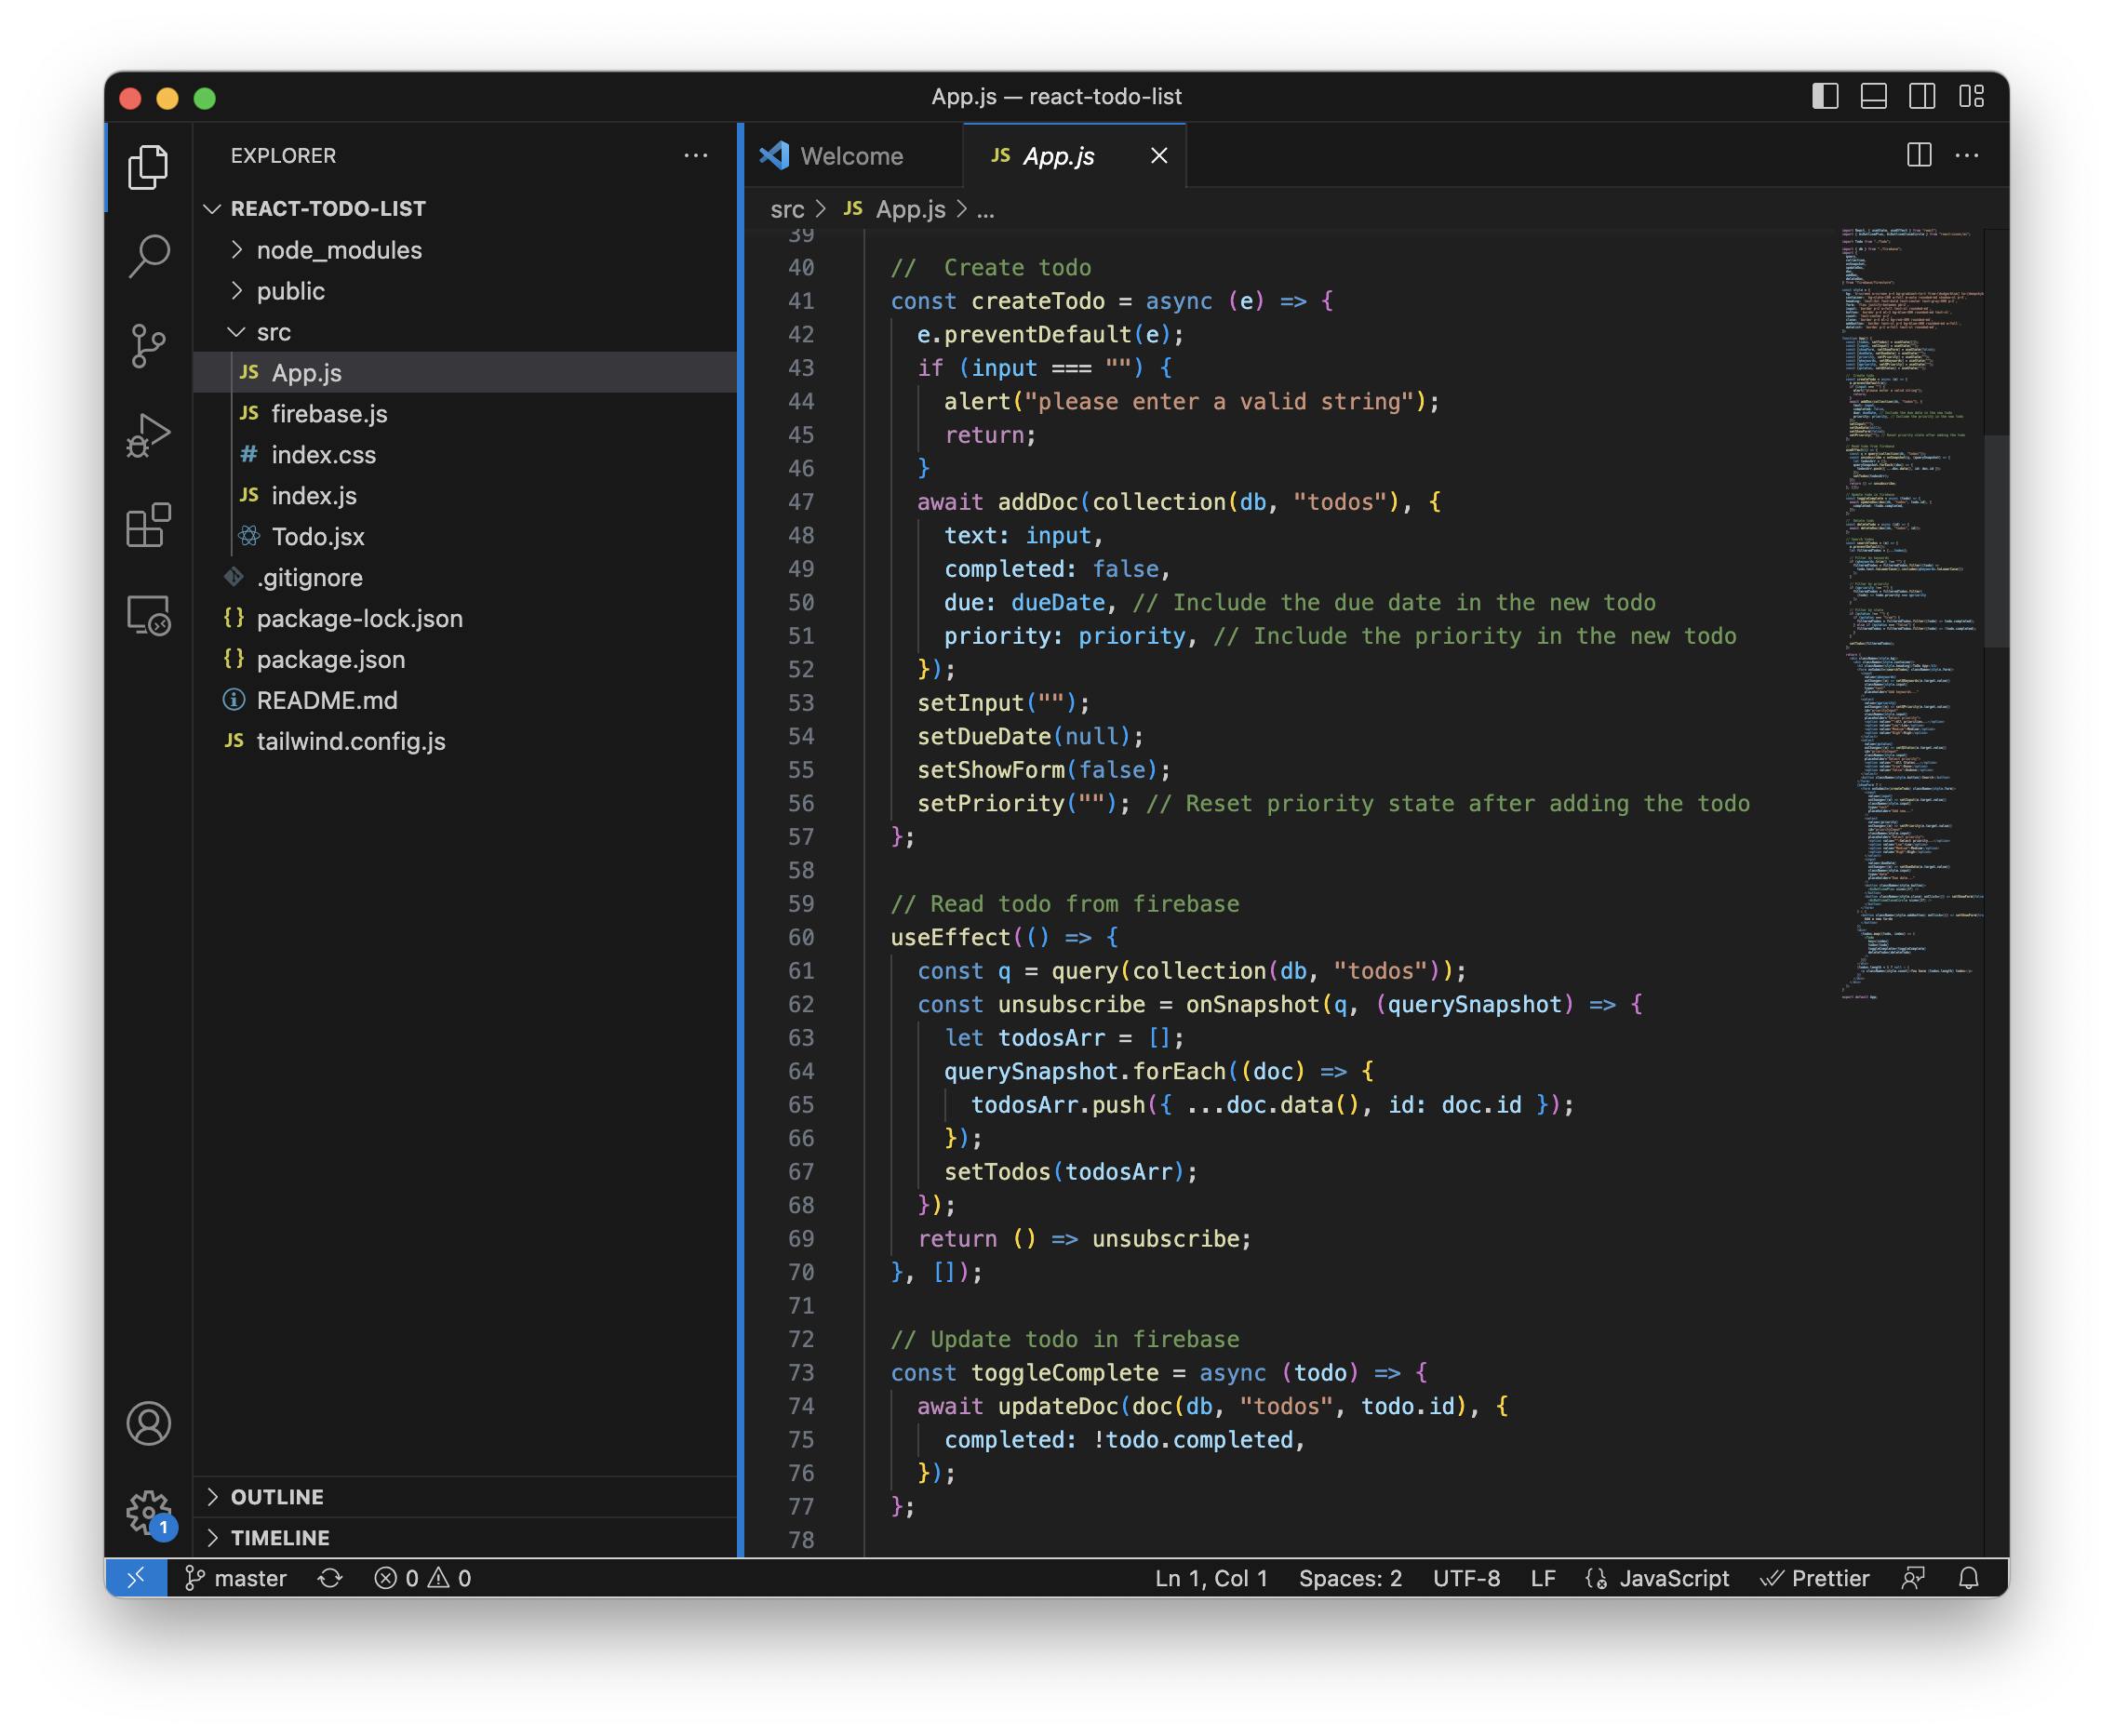 App.js — react-todo-list
EXPLORER
REACT-TODO-LIST
node_modules
public
src
JS App.js
JS firebase.js
# index.css
JS index.js
Todo.jsx
.gitignore
{} package-lock.json
{} package.json
README.md
JS tailwind.config.js
OUTLINE
TIMELINE
1
Welcome
JS App.js
src > JS App.js > ...
39
40 //  Create todo
41 const createTodo = async (e) => {
42 e.preventDefault(e);
43 if (input === "") {
44 alert("please enter a valid string");
45 return;
46 }
47 await addDoc(collection(db, "todos"), {
48 text: input,
49 completed: false,
50 due: dueDate, // Include the due date in the new todo
51 priority: priority, // Include the priority in the new todo
52 });
53 setInput("");
54 setDueDate(null);
55 setShowForm(false);
56 setPriority(""); // Reset priority state after adding the todo
57 };
58
59 // Read todo from firebase
60 useEffect(() => {
61 const q = query(collection(db, "todos"));
62 const unsubscribe = onSnapshot(q, (querySnapshot) => {
63 let todosArr = [];
64 querySnapshot.forEach((doc) => {
65 todosArr.push({ ...doc.data(), id: doc.id });
66 });
67 setTodos(todosArr);
68 });
69 return () => unsubscribe;
70 }, []);
71
72 // Update todo in firebase
73 const toggleComplete = async (todo) => {
74 await updateDoc(doc(db, "todos", todo.id), {
75 completed: !todo.completed,
76 });
77 };
78
master 0 0 Ln 1, Col 1 Spaces: 2 UTF-8 LF JavaScript Prettier